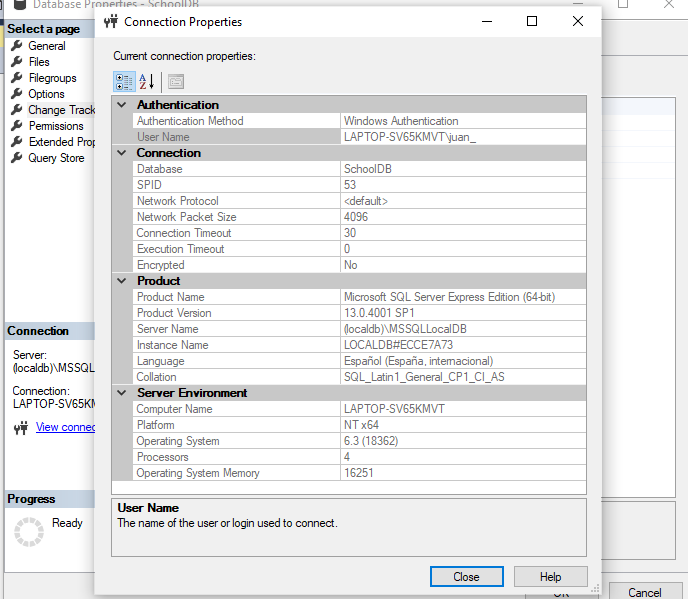 Database Properties - SchoolDB
Connection Properties
Select a page
General
Files
Filegroups
Options
Change Track
Permissions
Extended Prop
Query Store
Current connection properties:
Authentication
Authentication Method Windows Authentication
User Name LAPTOP-SV65KMVT\juan_
Connection
Database SchoolDB
SPID 53
Network Protocol <default>
Network Packet Size 4096
Connection Timeout 30
Execution Timeout 0
Encrypted No
Product
Product Name Microsoft SQL Server Express Edition (64-bit)
Product Version 13.0.4001 SP1
Server Name (localdb)\MSSQLLocalDB
Instance Name LOCALDB#ECCE7A73
Language Español (España, internacional)
Collation SQL_Latin1_General_CP1_CI_AS
Server Environment
Computer Name LAPTOP-SV65KMVT
Platform NT x64
Operating System 6.3 (18362)
Processors 4
Operating System Memory 16251
Connection
Server:
(localdb)\MSSQL
Connection:
LAPTOP-SV65KM
View connec
Progress
Ready
User Name
The name of the user or login used to connect.
Close Help
OK Cancel